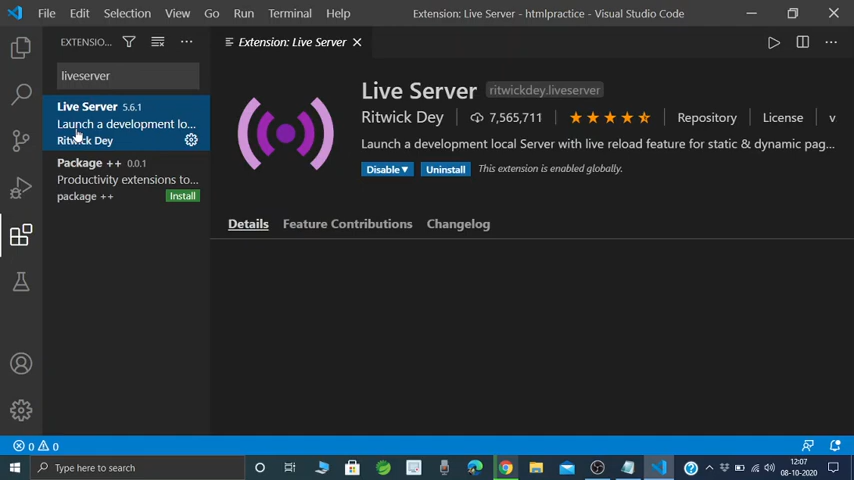 File Edit Selection View Go Run Terminal Help Extension: Live Server - htmlpractice - Visual Studio Code
EXTENSIO...
Extension: Live Server
liveserver
Live Server 5.6.1
Launch a development lo...
Ritwick Dey
Package ++ 0.0.1
Productivity extensions to...
package ++ Install
Live Server ritwickdey.liveserver
Ritwick Dey 7,565,711 Repository License v
Launch a development local Server with live reload feature for static & dynamic pag...
Disable Uninstall This extension is enabled globally.
Details Feature Contributions Changelog
0 0
Type here to search
12:07
08-10-2020